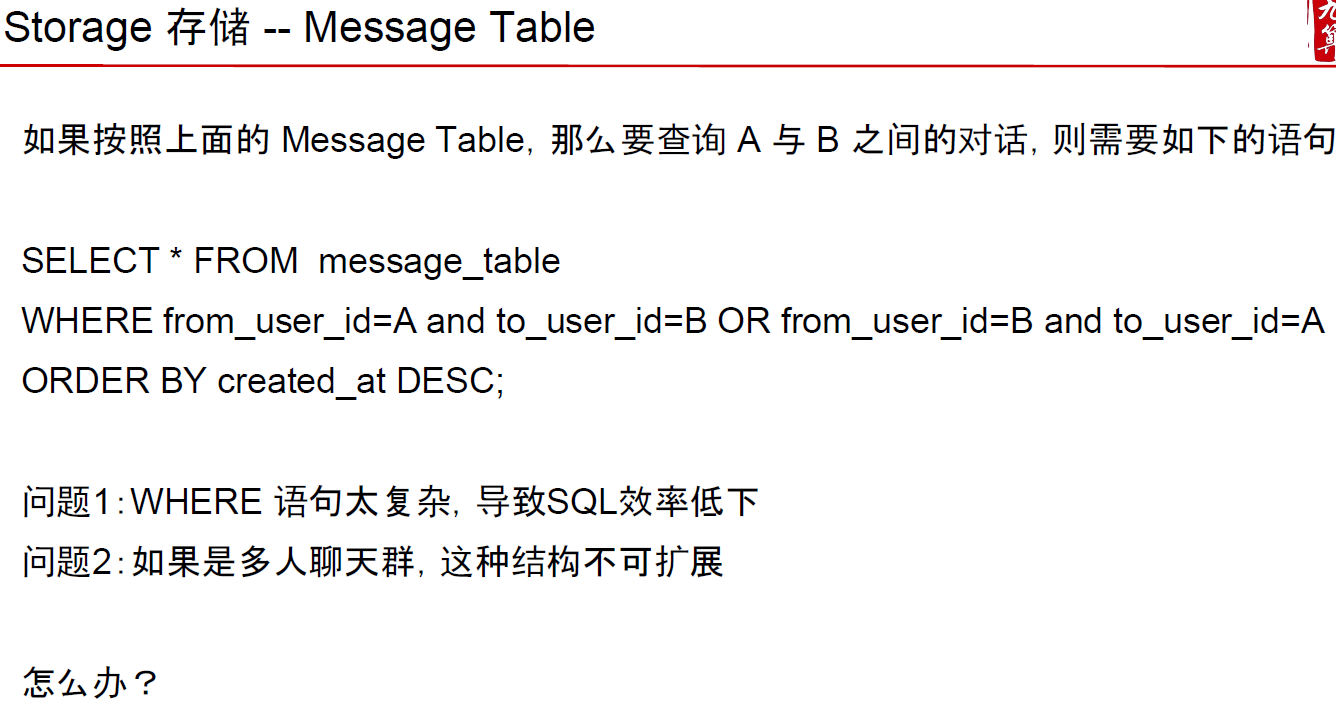 Storage 存储 -- Message Table
如果按照上面的 Message Table，那么要查询 A 与 B 之间的对话，则需要如下的语句
SELECT * FROM  message_table
WHERE from_user_id=A and to_user_id=B OR from_user_id=B and to_user_id=A
ORDER BY created_at DESC;
问题1：WHERE 语句太复杂，导致SQL效率低下
问题2：如果是多人聊天群，这种结构不可扩展
怎么办？